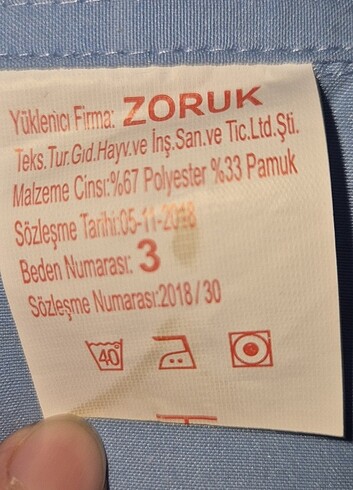 Yüklenici Firma: ZORUK
Teks.Tur.Gıd.Hayv.ve İnş.San.ve Tic.Ltd.Şti.
Malzeme Cinsi:%67 Polyester %33 Pamuk
Sözleşme Tarihi:05-11-2018
Beden Numarası: 3
Sözleşme Numarası:2018/30
40